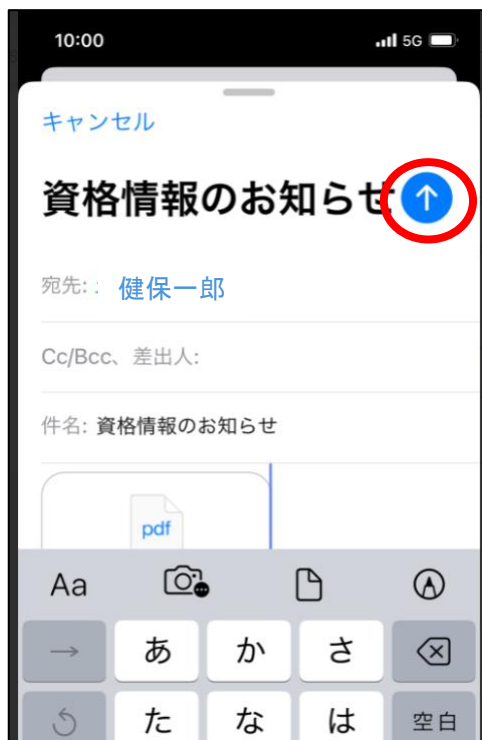 10:00 5G
キャンセル
資格情報のお知らせ
宛先: 健保一郎
Cc/Bcc、差出人:
件名: 資格情報のお知らせ
pdf
Aa
→ あ か さ
た な は 空白